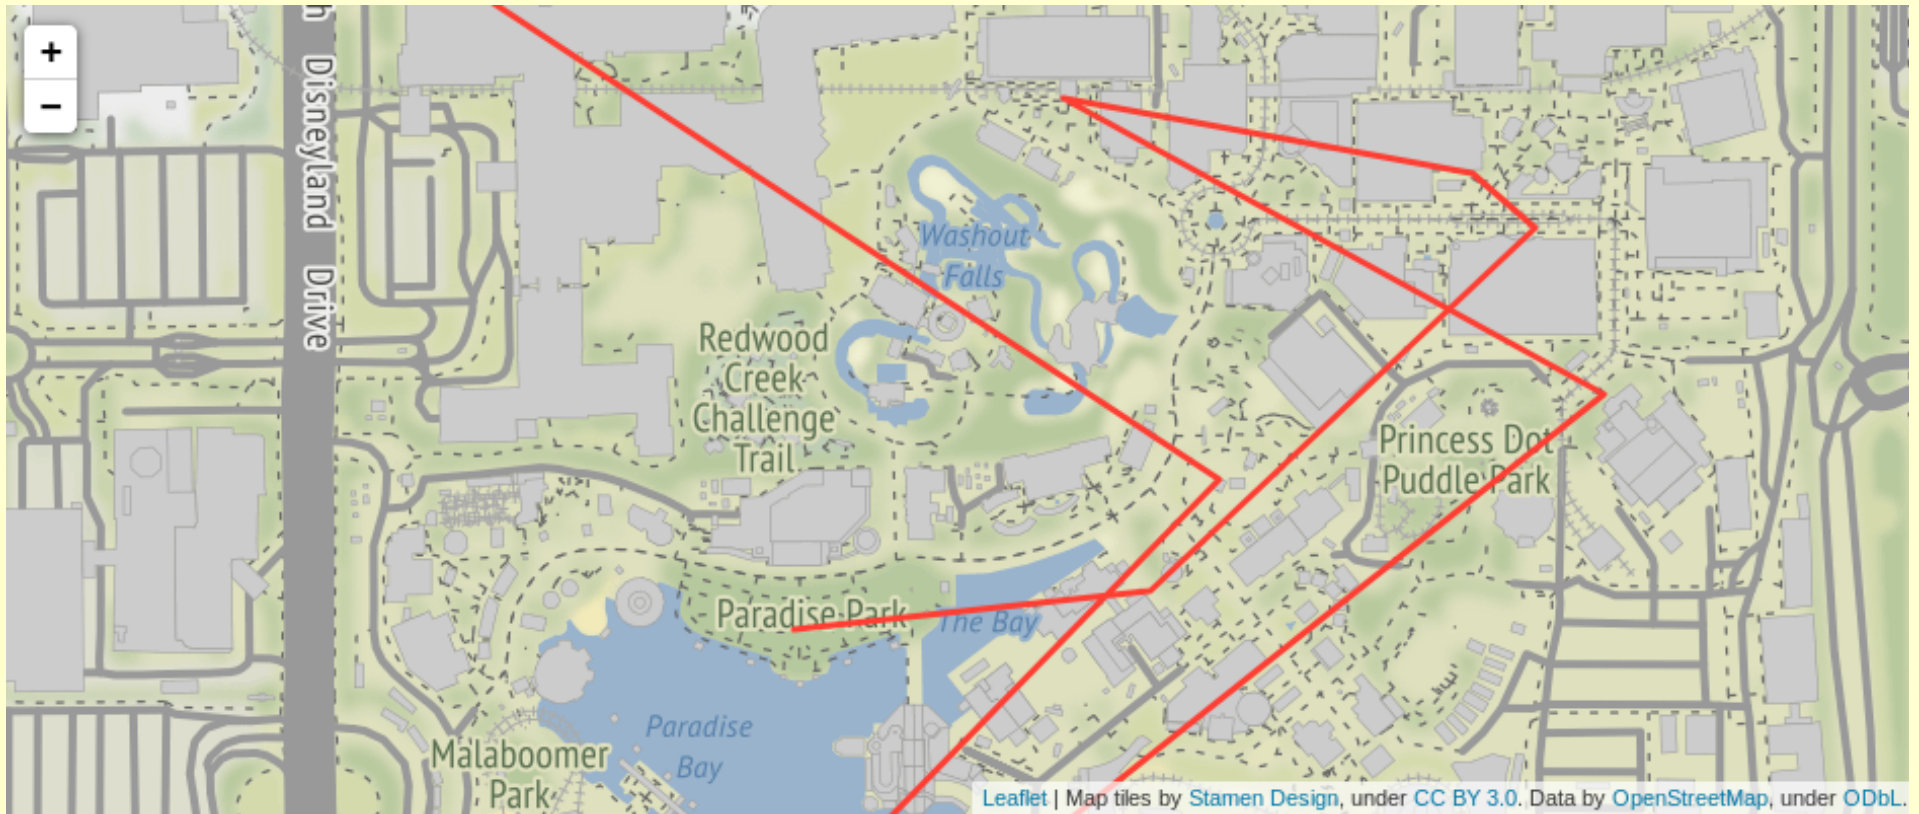 +
−
h Disneyland Drive
Washout
Falls
Redwood
Creek
Challenge
Trail
Princess Dot
Puddle Park
Paradise Park
The Bay
Paradise
Bay
Malaboomer
Park
Leaflet | Map tiles by Stamen Design, under CC BY 3.0. Data by OpenStreetMap, under ODbL.